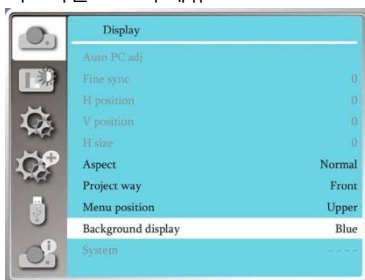 Display
Auto PC adj
Fine sync 0
H position 0
V position 0
H size 0
Aspect Normal
Project way Front
Menu position Upper
Background display Blue
System - - - -